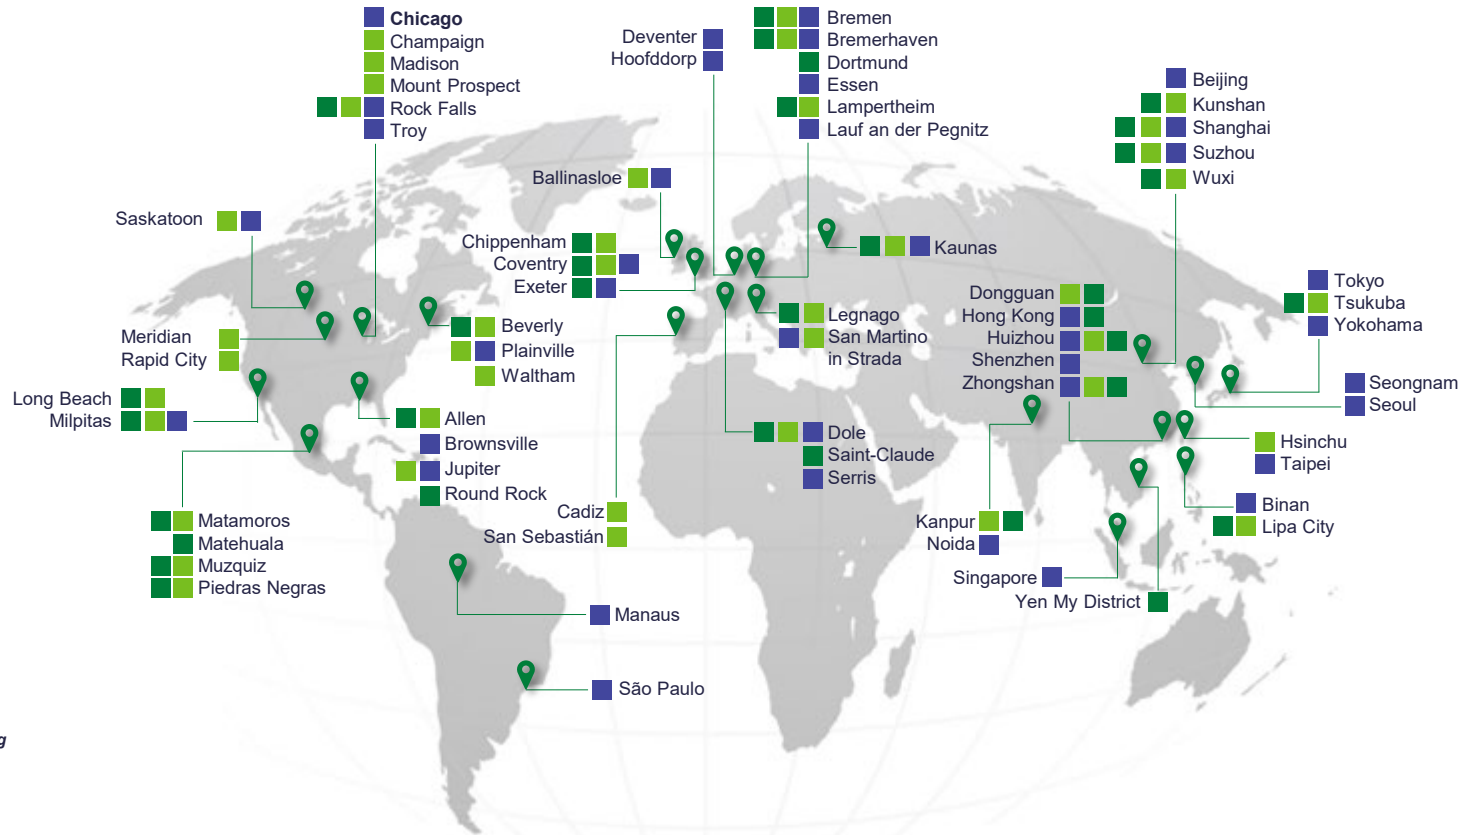 Chicago
Champaign
Madison
Mount Prospect
Rock Falls
Troy
Deventer
Hoofddorp
Bremen
Bremerhaven
Dortmund
Essen
Lampertheim
Lauf an der Pegnitz
Beijing
Kunshan
Shanghai
Suzhou
Wuxi
Ballinasloe
Saskatoon
Chippenham
Coventry
Exeter
Kaunas
Meridian
Rapid City
Beverly
Plainville
Waltham
Legnago
San Martino
in Strada
Dongguan
Hong Kong
Huizhou
Shenzhen
Zhongshan
Tokyo
Tsukuba
Yokohama
Long Beach
Milpitas
Seongnam
Seoul
Allen
Brownsville
Jupiter
Round Rock
Dole
Saint-Claude
Serris
Hsinchu
Taipei
Matamoros
Matehuala
Muzquiz
Piedras Negras
Cadiz
San Sebastián
Kanpur
Noida
Binan
Lipa City
Singapore
Yen My District
Manaus
São Paulo
g